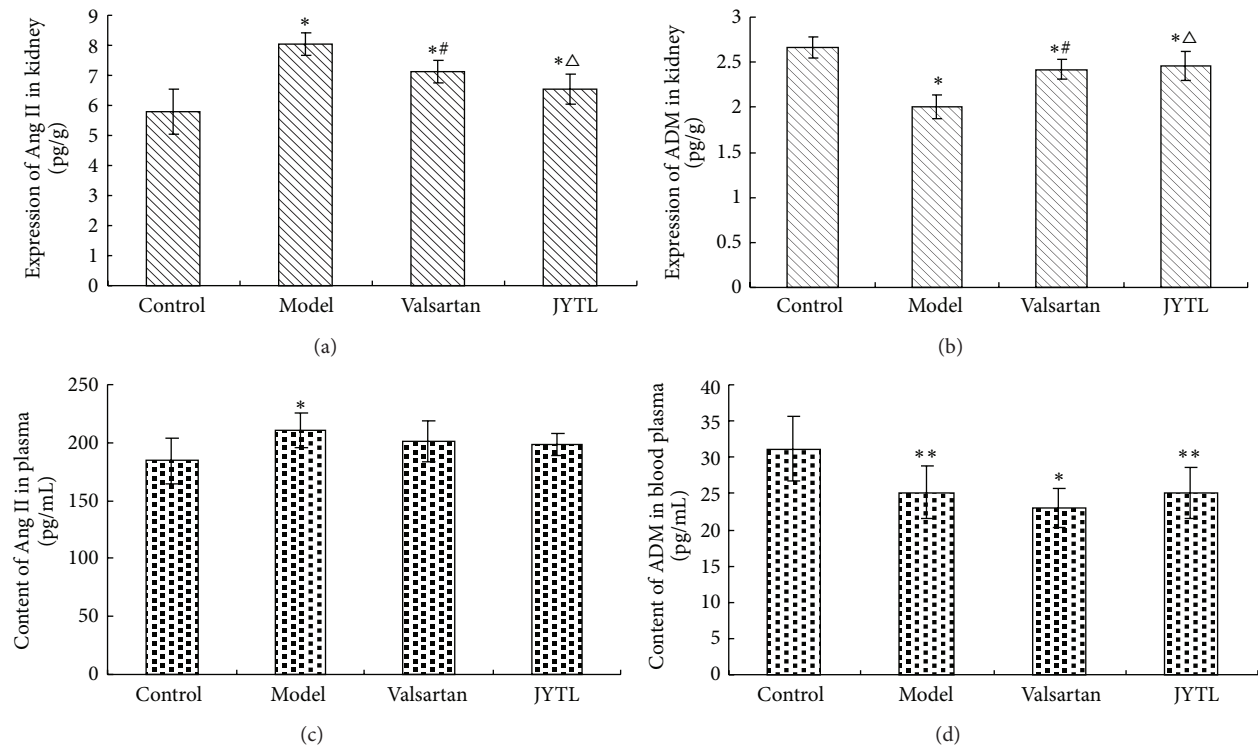 Expression of Ang II in kidney
(pg/g)
9
8
7
6
5
4
3
2
1
0
*
*#
*△
Control Model Valsartan JYTL
(a)
Expression of ADM in kidney
(pg/g)
3
2.5
2
1.5
1
0.5
0
*
*#
*△
Control Model Valsartan JYTL
(b)
Content of Ang II in plasma
(pg/mL)
250
200
150
100
50
0
*
Control Model Valsartan JYTL
(c)
Content of ADM in blood plasma
(pg/mL)
40
35
30
25
20
15
10
5
0
**
*
**
Control Model Valsartan JYTL
(d)